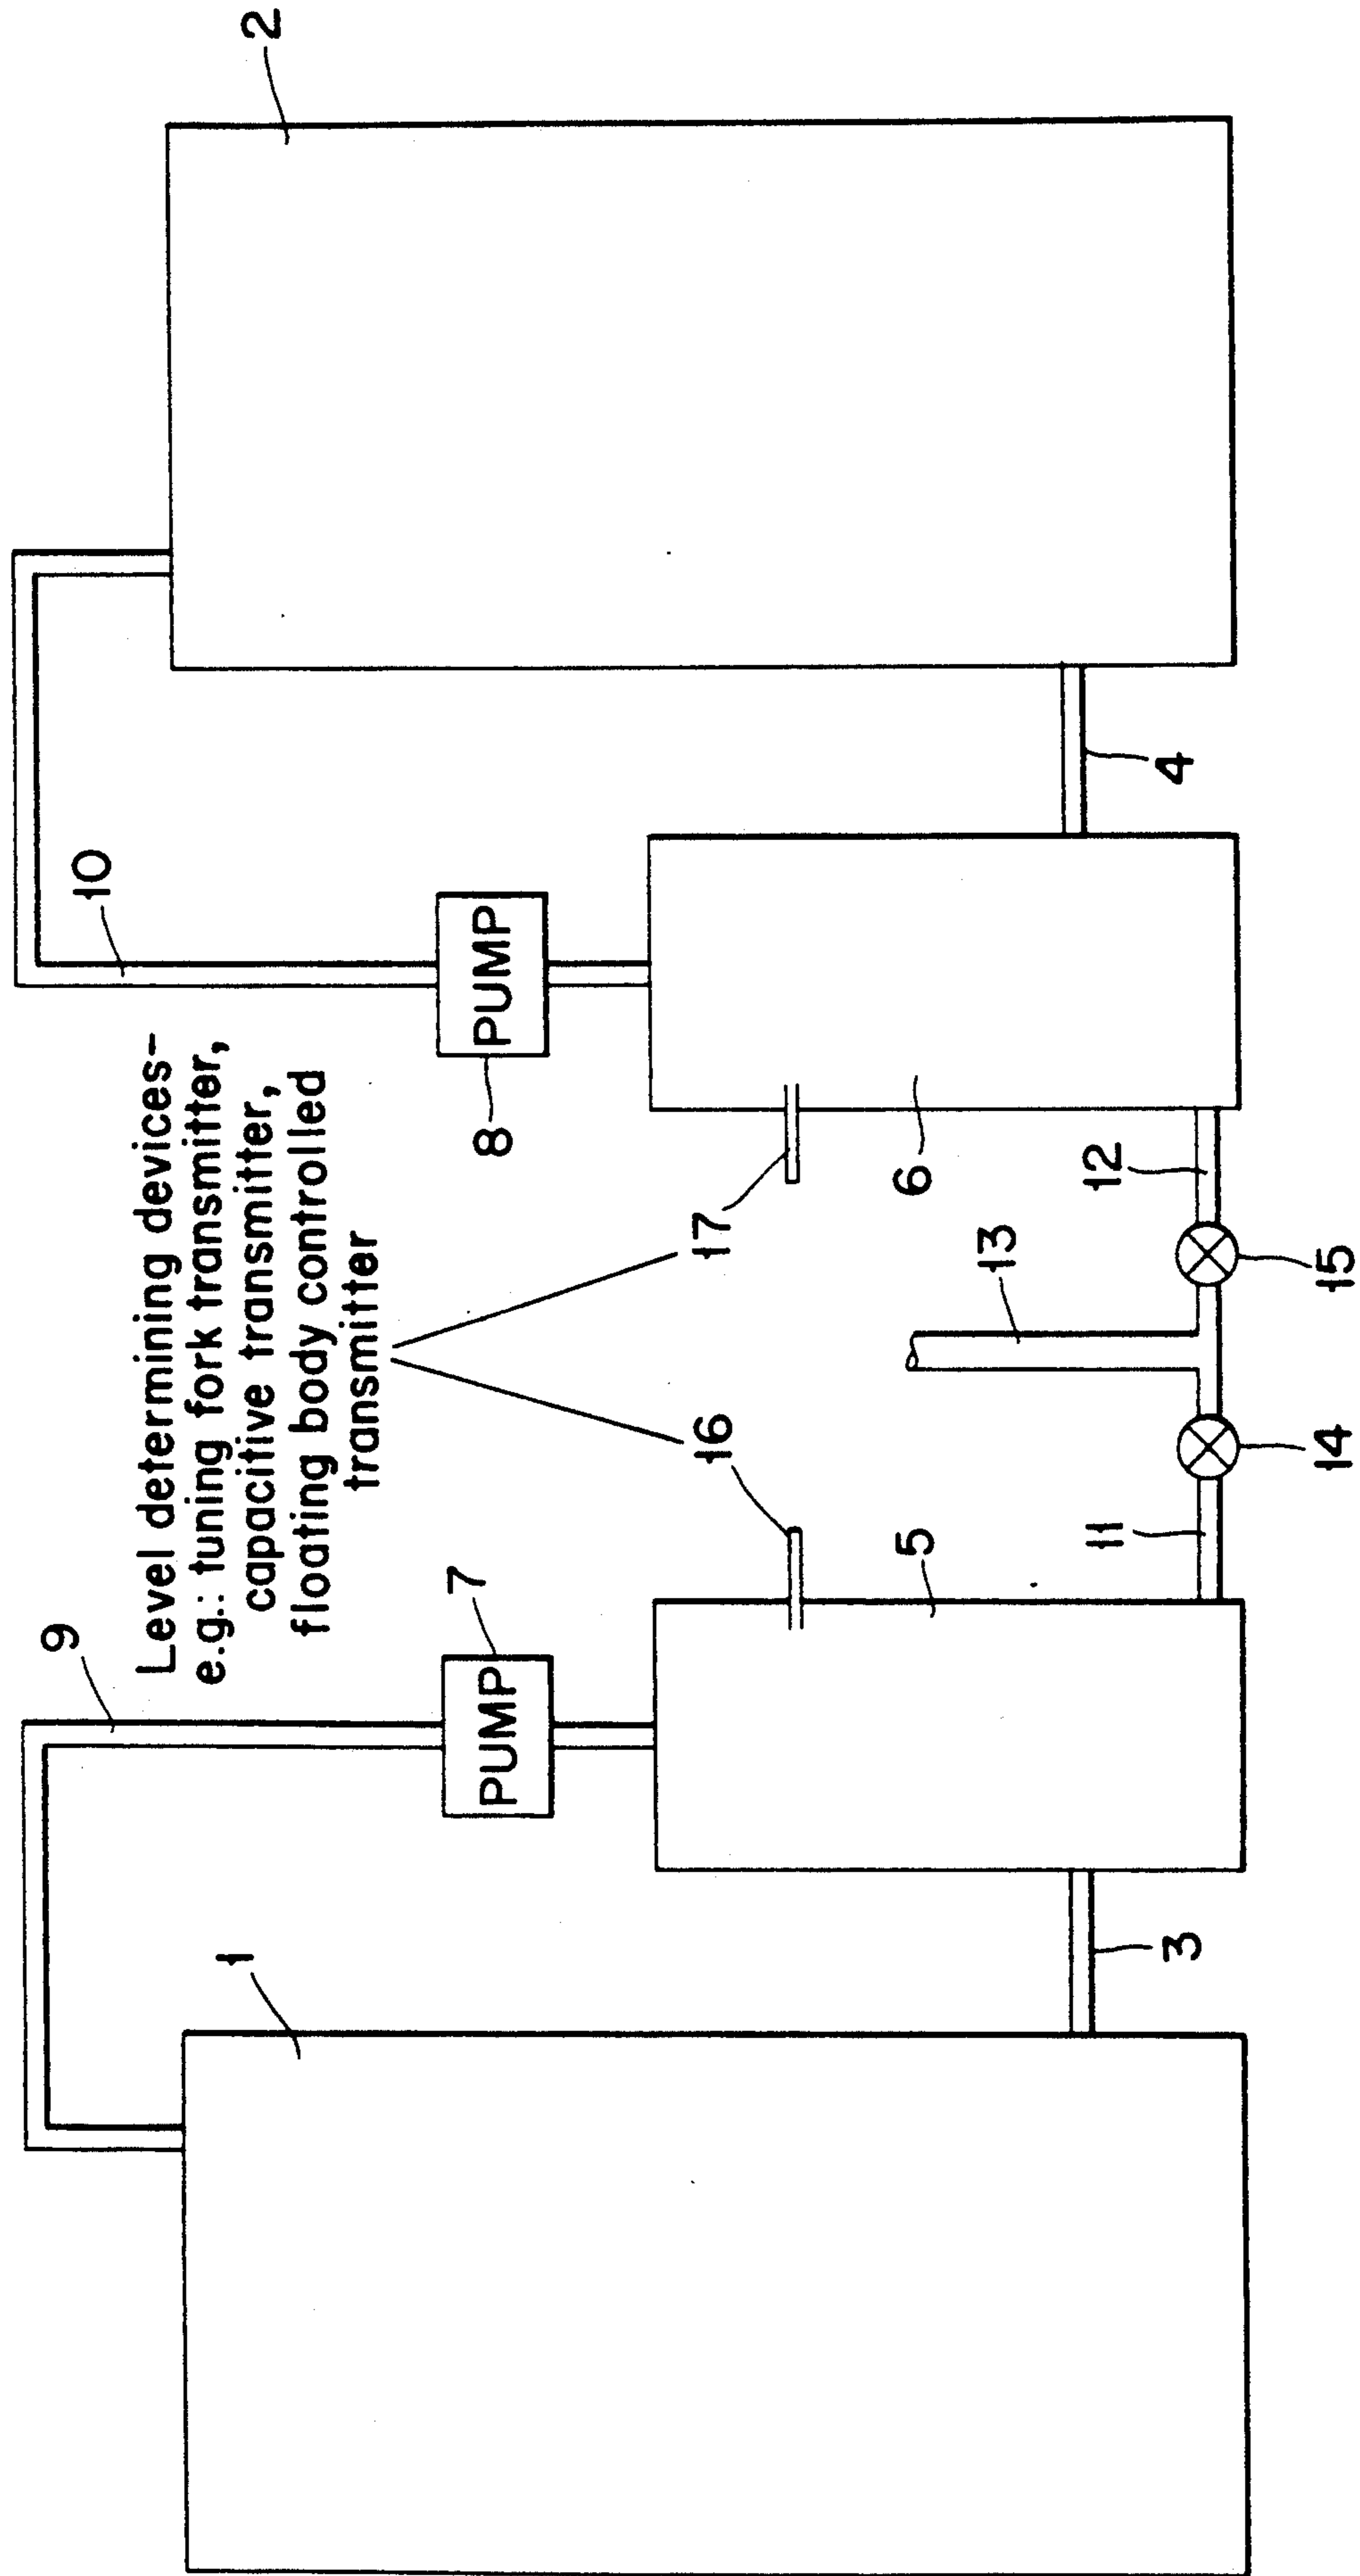 2
10
9
Level determining devices-
e.g.: tuning fork transmitter,
capacitive transmitter,
floating body controlled
transmitter
1
7
PUMP
8
PUMP
16
17
5
6
3
11
13
12
4
14
15